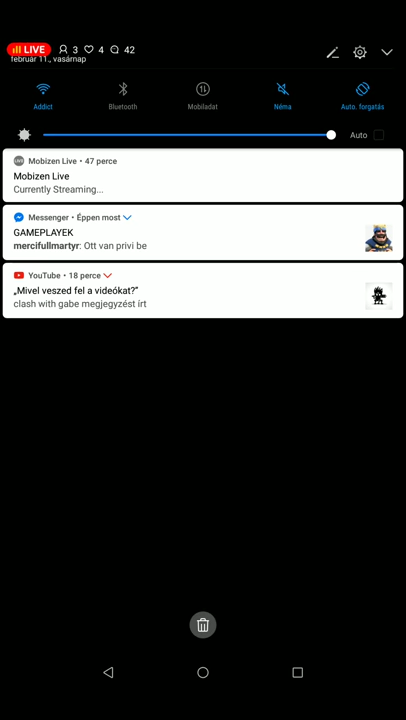 LIVE 3 4 42
február 11., vasárnap
Addict Bluetooth Mobiladat Néma Auto. forgatás
Auto
LIVE Mobizen Live • 47 perce
Mobizen Live
Currently Streaming...
Messenger • Éppen most
GAMEPLAYEK
mercifullmartyr: Ott van privi be
YouTube • 18 perce
„Mivel veszed fel a videókat?”
clash with gabe megjegyzést írt